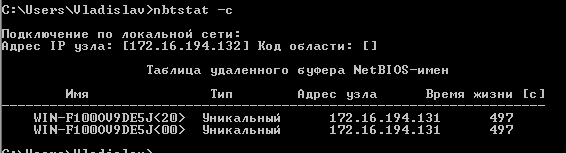 C:\Users\Vladislav>nbtstat -c
Подключение по локальной сети:
Адрес IP узла: [172.16.194.132] Код области: []
Таблица удаленного буфера NetBIOS-имен
Имя Тип Адрес узла Время жизни [с]
WIN-F100OV9DE5J<20> Уникальный 172.16.194.131 497
WIN-F100OV9DE5J<00> Уникальный 172.16.194.131 497
C:\Users\Vladislav>